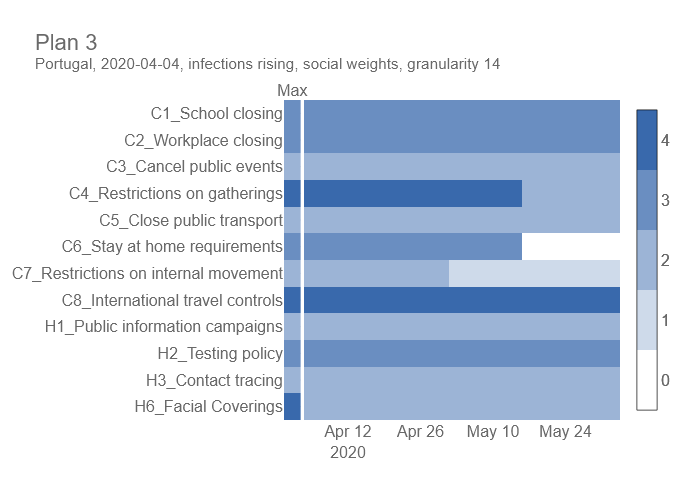 Plan 3
Portugal, 2020-04-04, infections rising, social weights, granularity 14
Max
C1_School closing
C2_Workplace closing
C3_Cancel public events
C4_Restrictions on gatherings
C5_Close public transport
C6_Stay at home requirements
C7_Restrictions on internal movement
C8_International travel controls
H1_Public information campaigns
H2_Testing policy
H3_Contact tracing
H6_Facial Coverings
Apr 12 Apr 26 May 10 May 24
2020
4
3
2
1
0